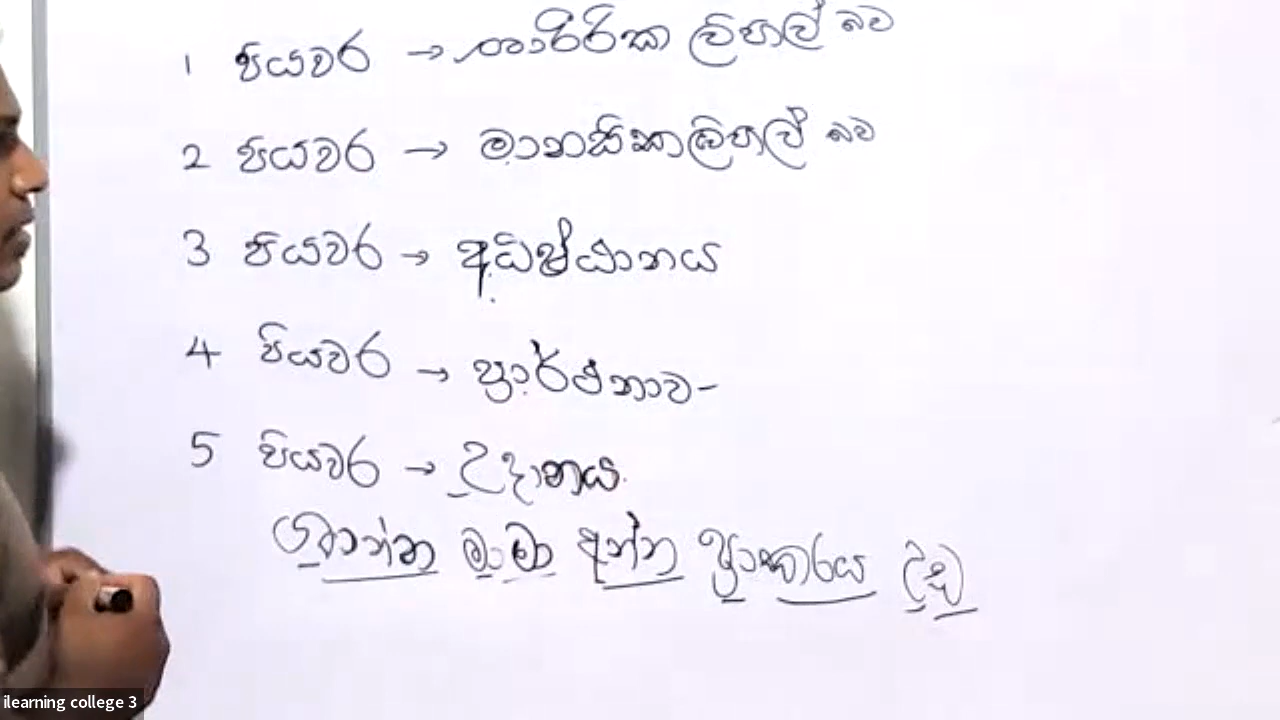 1 පියවර → ශාරිරික ලිහිල් බව
2 පියවර → මානසික ලිහිල් බව
3 පියවර → අධිෂ්ඨානය
4 පියවර → ප්‍රාර්ථනාව -
5 පියවර → උදානය
ශාන්ත මාමා අන්න ප්‍රාකාරය උඩ
ilearning college 3